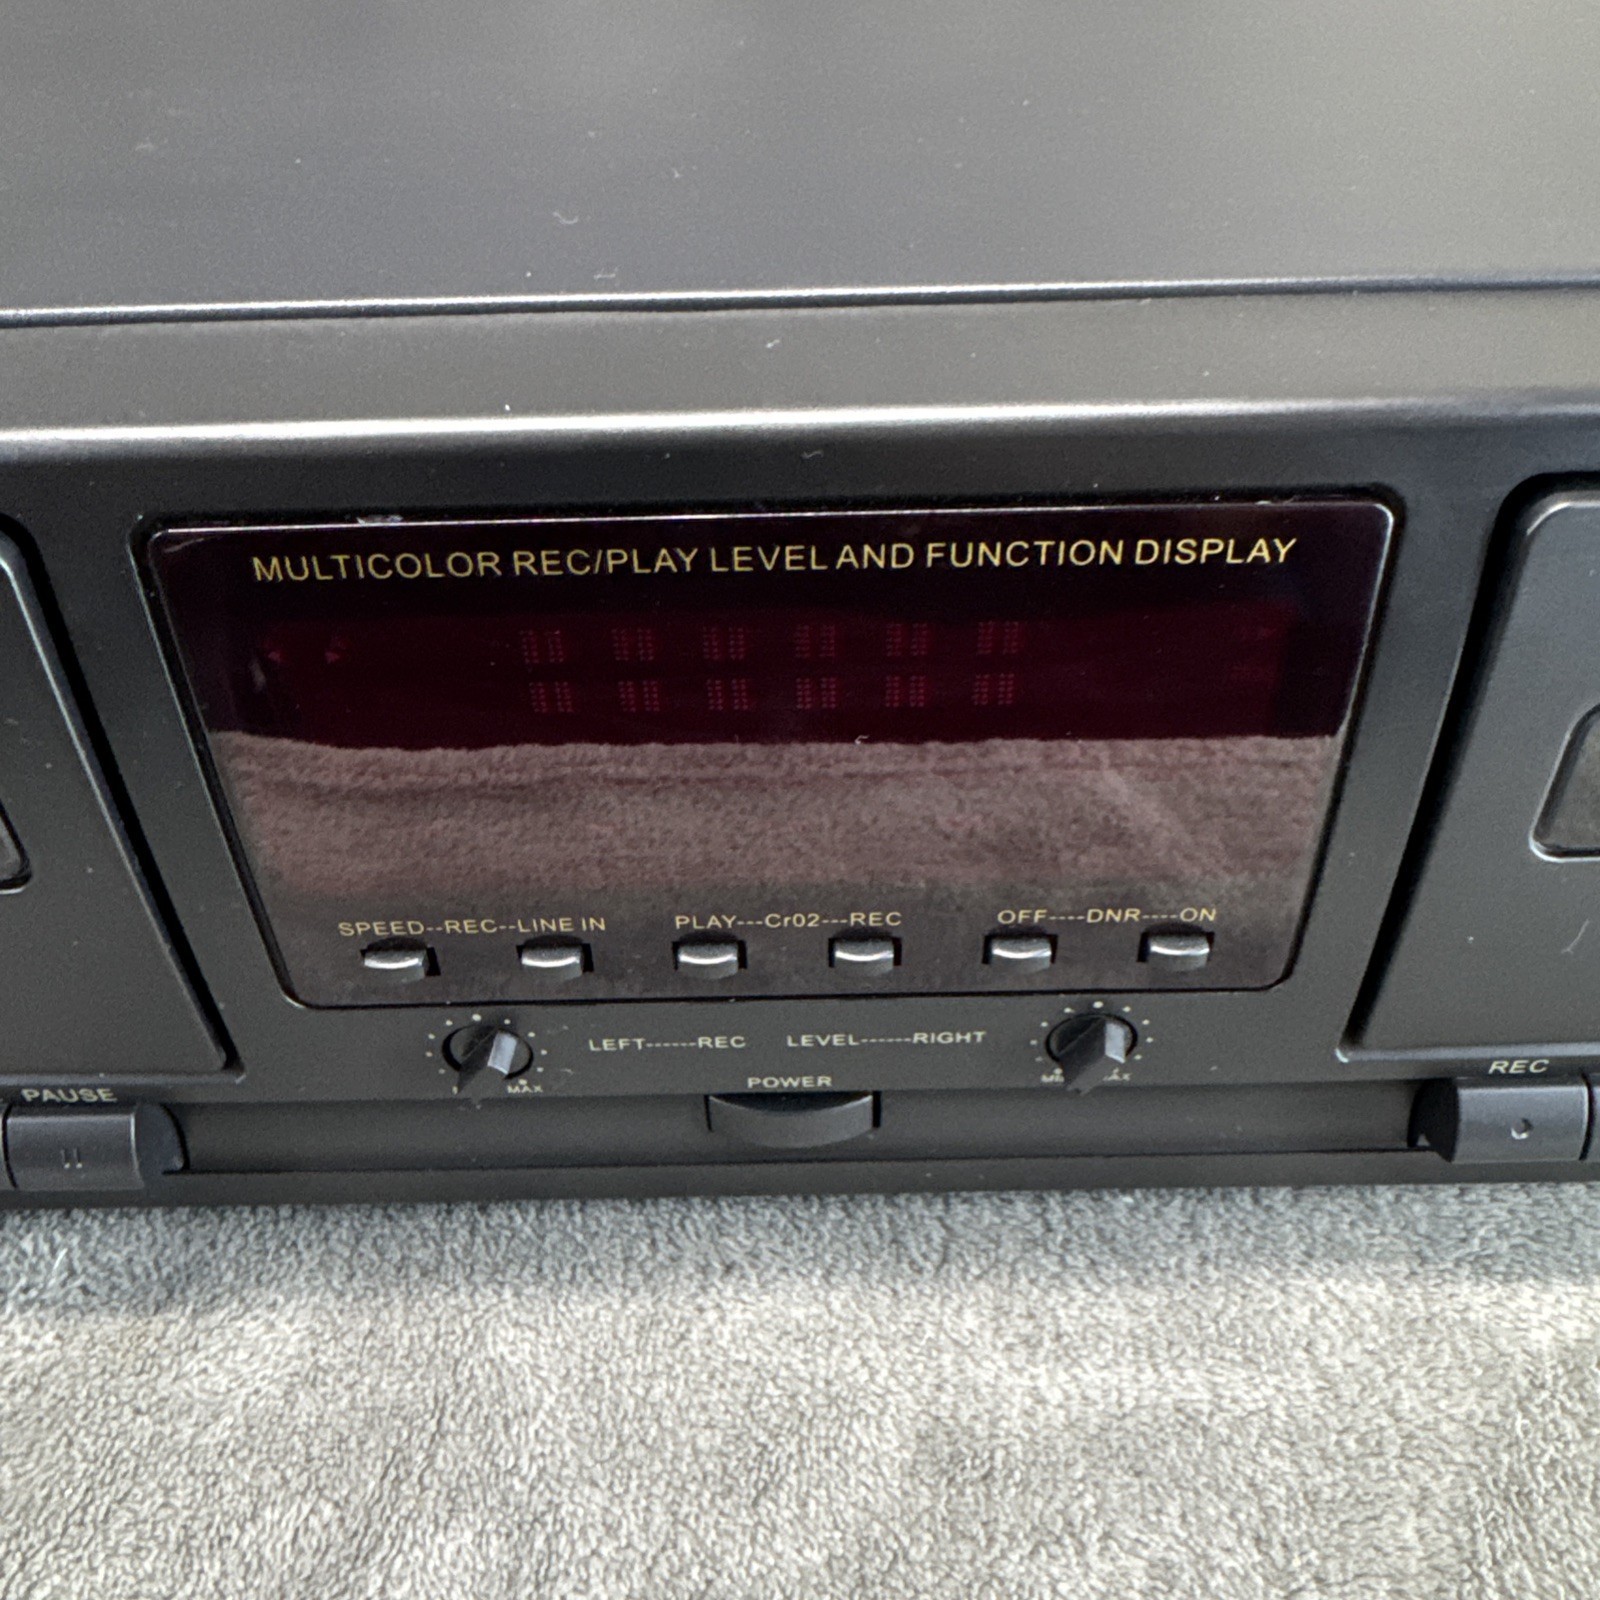 MULTICOLOR REC/PLAY LEVEL AND FUNCTION DISPLAY
SPEED--REC--LINE IN
PLAY---Cr02---REC
OFF----DNR----ON
LEFT------REC LEVEL------RIGHT
MAX
POWER
PAUSE
REC